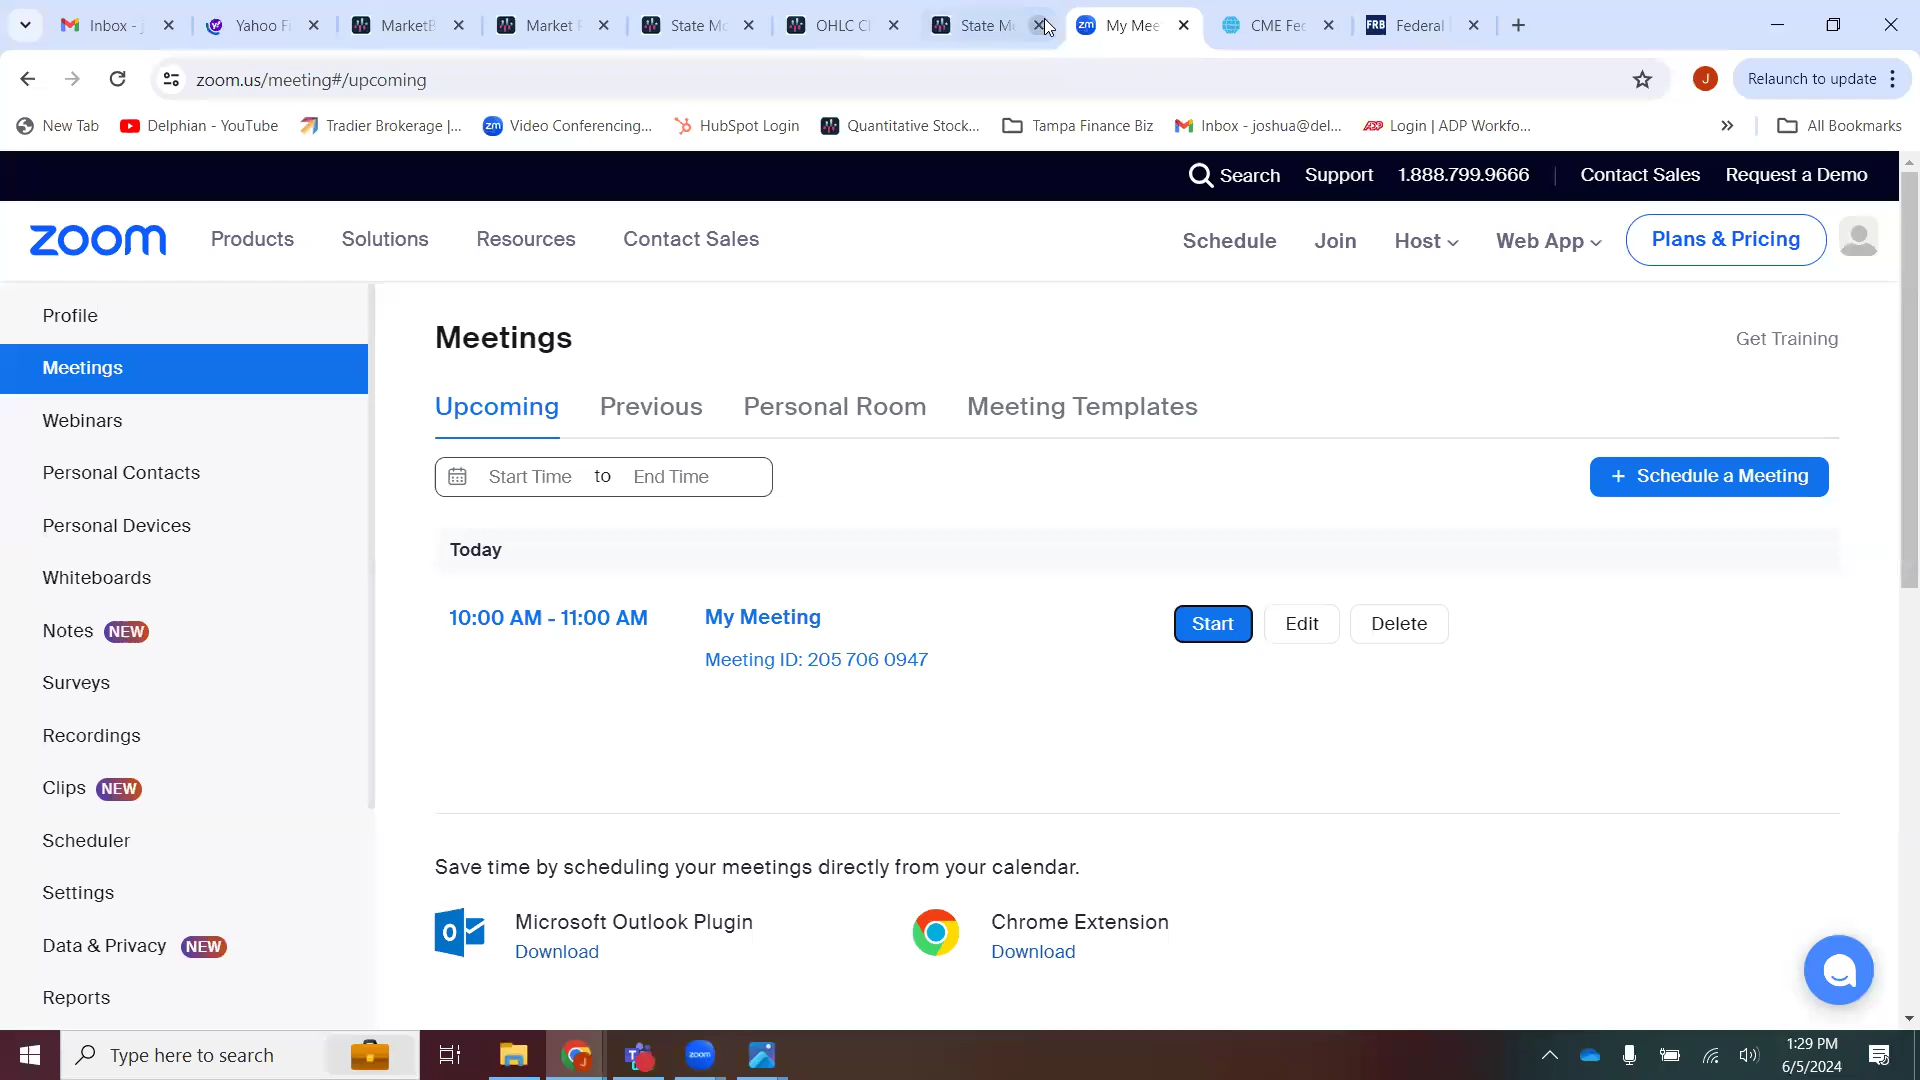 Inbox - j
Yahoo Fi
MarketB
Market
State Mo
OHLC C
State M
My Mee
CME Fed
Federal
zoom.us/meeting#/upcoming
Relaunch to update
New Tab
Delphian - YouTube
Tradier Brokerage |...
Video Conferencing...
HubSpot Login
Quantitative Stock...
Tampa Finance Biz
Inbox - joshua@del...
Login | ADP Workfo...
All Bookmarks
Search
Support
1.888.799.9666
Contact Sales
Request a Demo
zoom
Products
Solutions
Resources
Contact Sales
Schedule
Join
Host
Web App
Plans & Pricing
Profile
Meetings
Webinars
Personal Contacts
Personal Devices
Whiteboards
Notes NEW
Surveys
Recordings
Clips NEW
Scheduler
Settings
Data & Privacy NEW
Reports
Meetings
Get Training
Upcoming
Previous
Personal Room
Meeting Templates
Start Time to End Time
+ Schedule a Meeting
Today
10:00 AM - 11:00 AM
My Meeting
Meeting ID: 205 706 0947
Start
Edit
Delete
Save time by scheduling your meetings directly from your calendar.
Microsoft Outlook Plugin
Download
Chrome Extension
Download
Type here to search
1:29 PM
6/5/2024